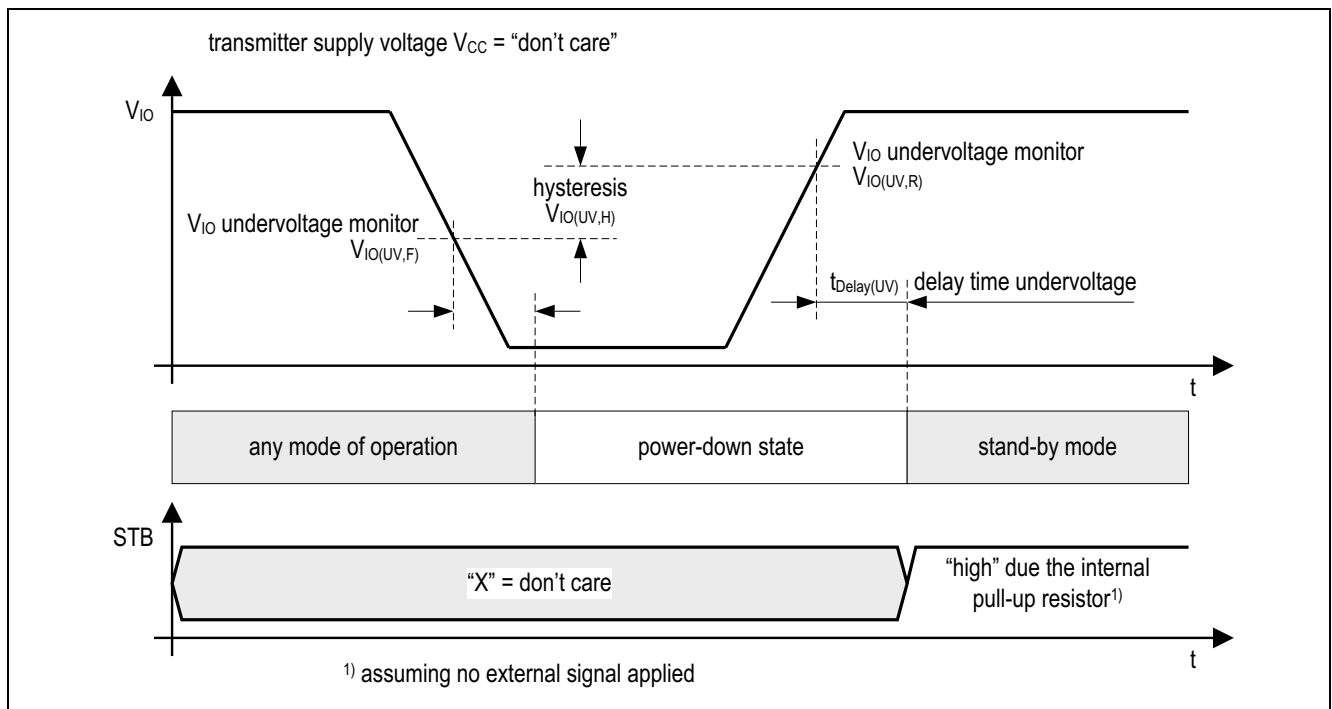 transmitter supply voltage VCC = “don’t care”
VIO
VIO undervoltage monitor
VIO(UV,R)
hysteresis
VIO(UV,H)
VIO undervoltage monitor
VIO(UV,F)
tDelay(UV) delay time undervoltage
t
any mode of operation
power-down state
stand-by mode
STB
“X” = don’t care
“high” due the internal
pull-up resistor1)
t
1) assuming no external signal applied